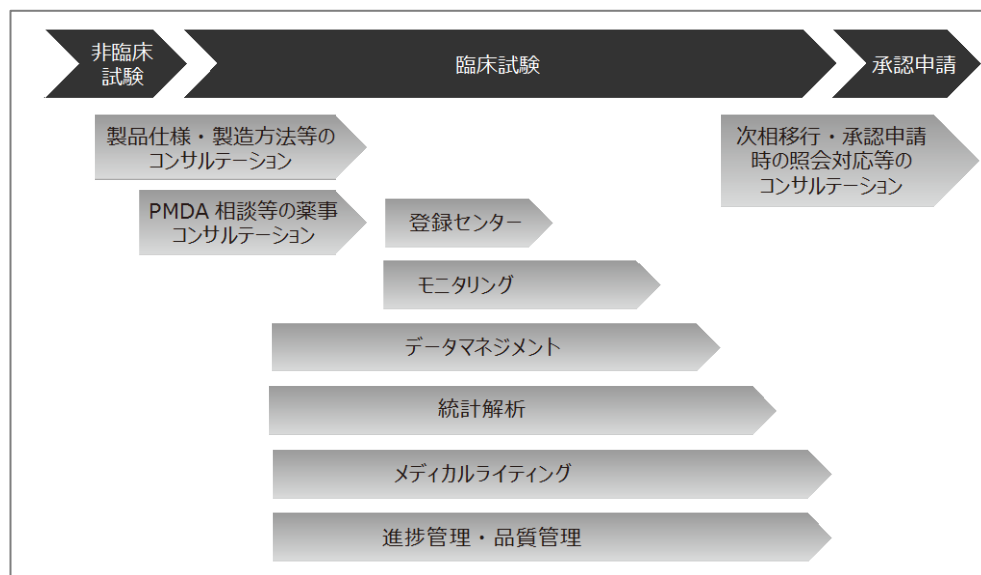 非臨床
試験
臨床試験
承認申請
製品仕様・製造方法等の
コンサルテーション
次相移行・承認申請
時の照会対応等の
コンサルテーション
PMDA 相談等の薬事
コンサルテーション
登録センター
モニタリング
データマネジメント
統計解析
メディカルライティング
進捗管理・品質管理